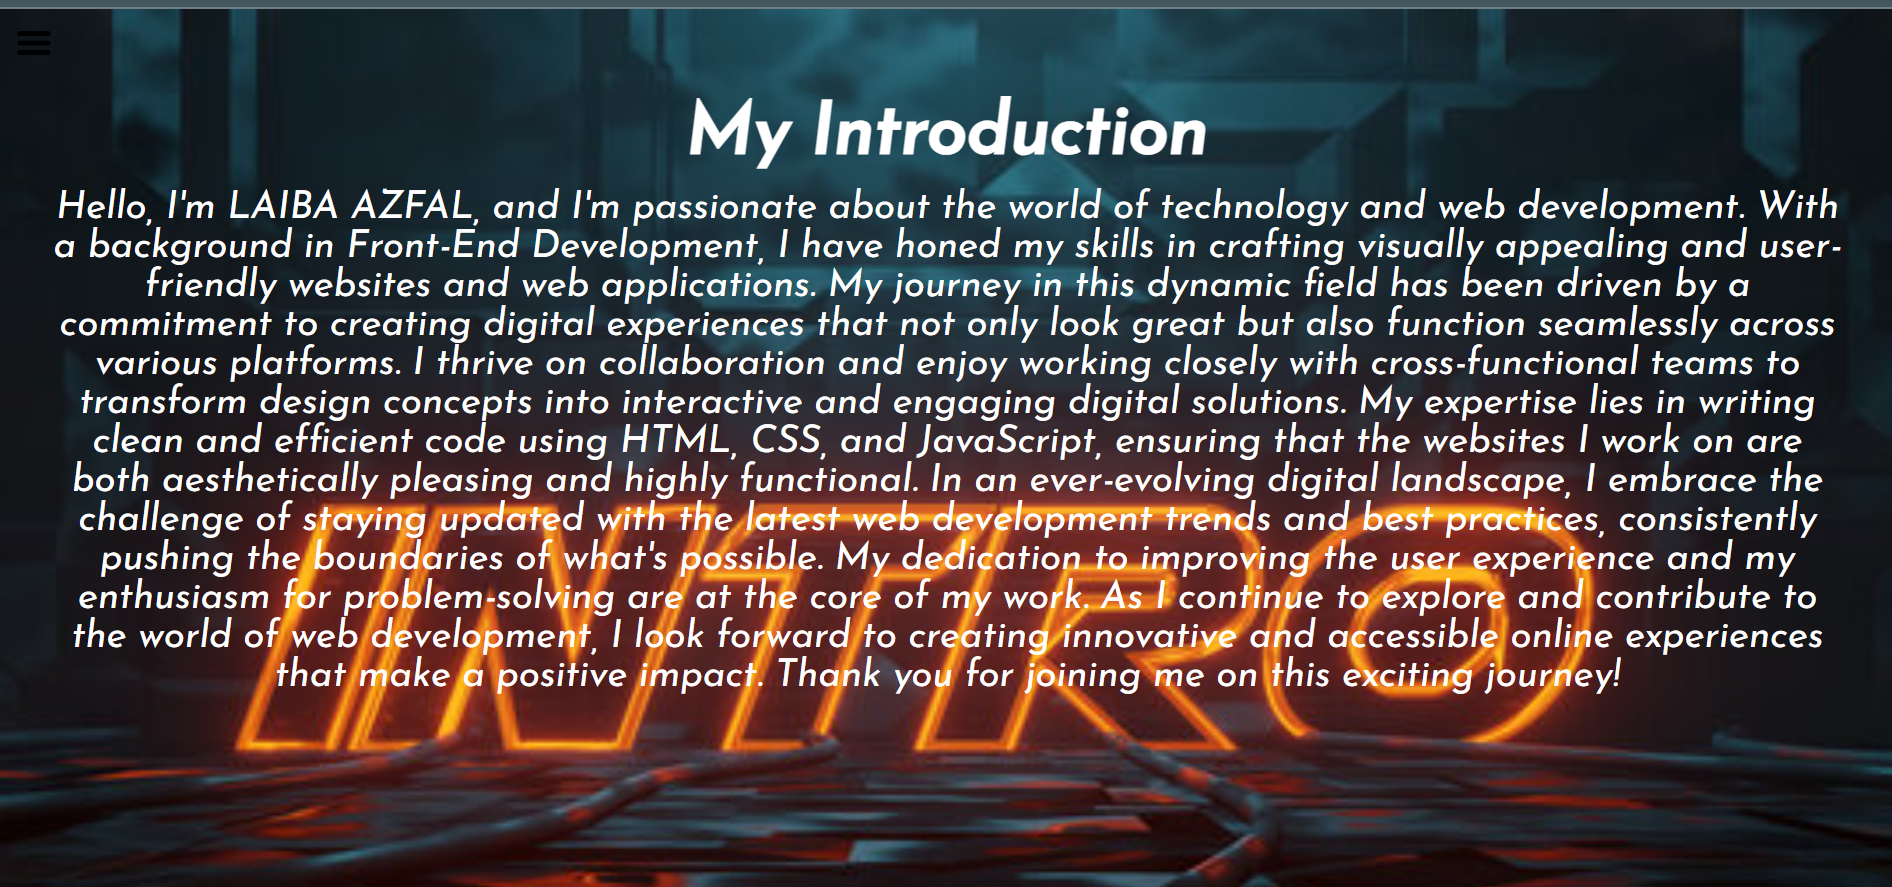 My Introduction
Hello, I'm LAIBA AZFAL, and I'm passionate about the world of technology and web development. With
a background in Front-End Development, I have honed my skills in crafting visually appealing and user-
friendly websites and web applications. My journey in this dynamic field has been driven by a
commitment to creating digital experiences that not only look great but also function seamlessly across
various platforms. I thrive on collaboration and enjoy working closely with cross-functional teams to
transform design concepts into interactive and engaging digital solutions. My expertise lies in writing
clean and efficient code using HTML, CSS, and JavaScript, ensuring that the websites I work on are
both aesthetically pleasing and highly functional. In an ever-evolving digital landscape, I embrace the
challenge of staying updated with the latest web development trends and best practices, consistently
pushing the boundaries of what's possible. My dedication to improving the user experience and my
enthusiasm for problem-solving are at the core of my work. As I continue to explore and contribute to
the world of web development, I look forward to creating innovative and accessible online experiences
that make a positive impact. Thank you for joining me on this exciting journey!
INTRO